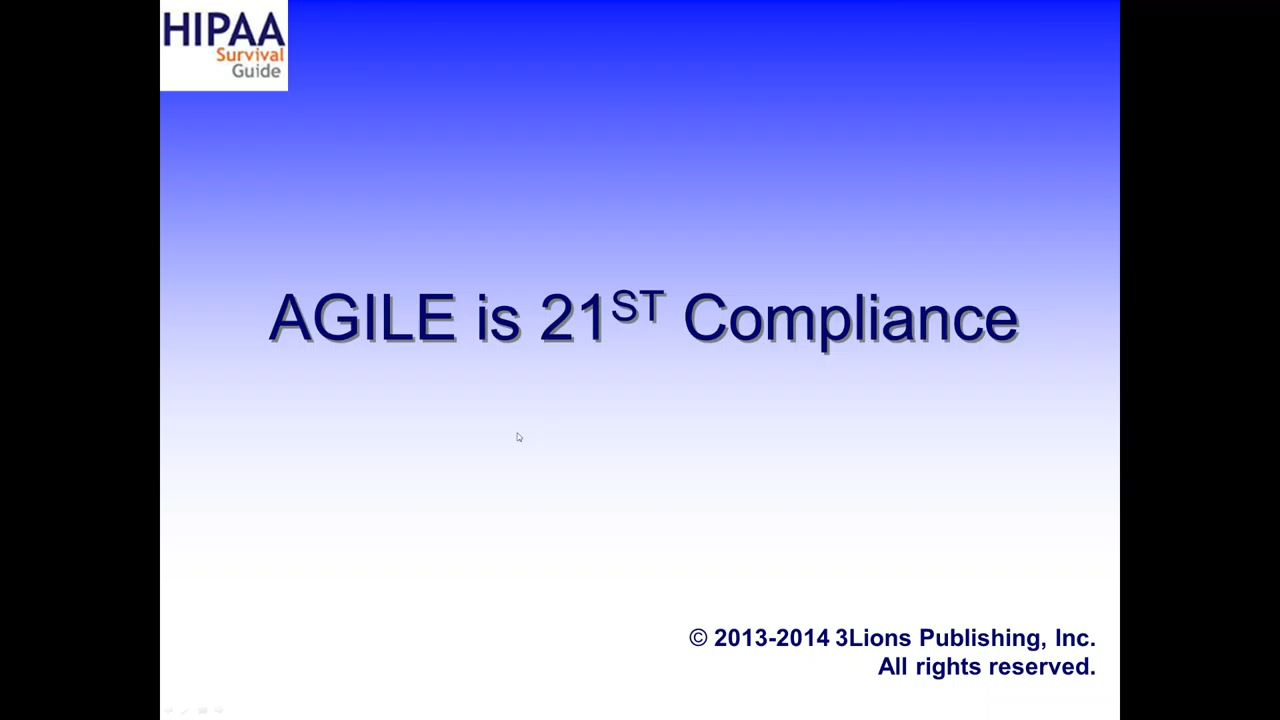 HIPAA
Survival
Guide
AGILE is 21ST Compliance
© 2013-2014 3Lions Publishing, Inc.
All rights reserved.